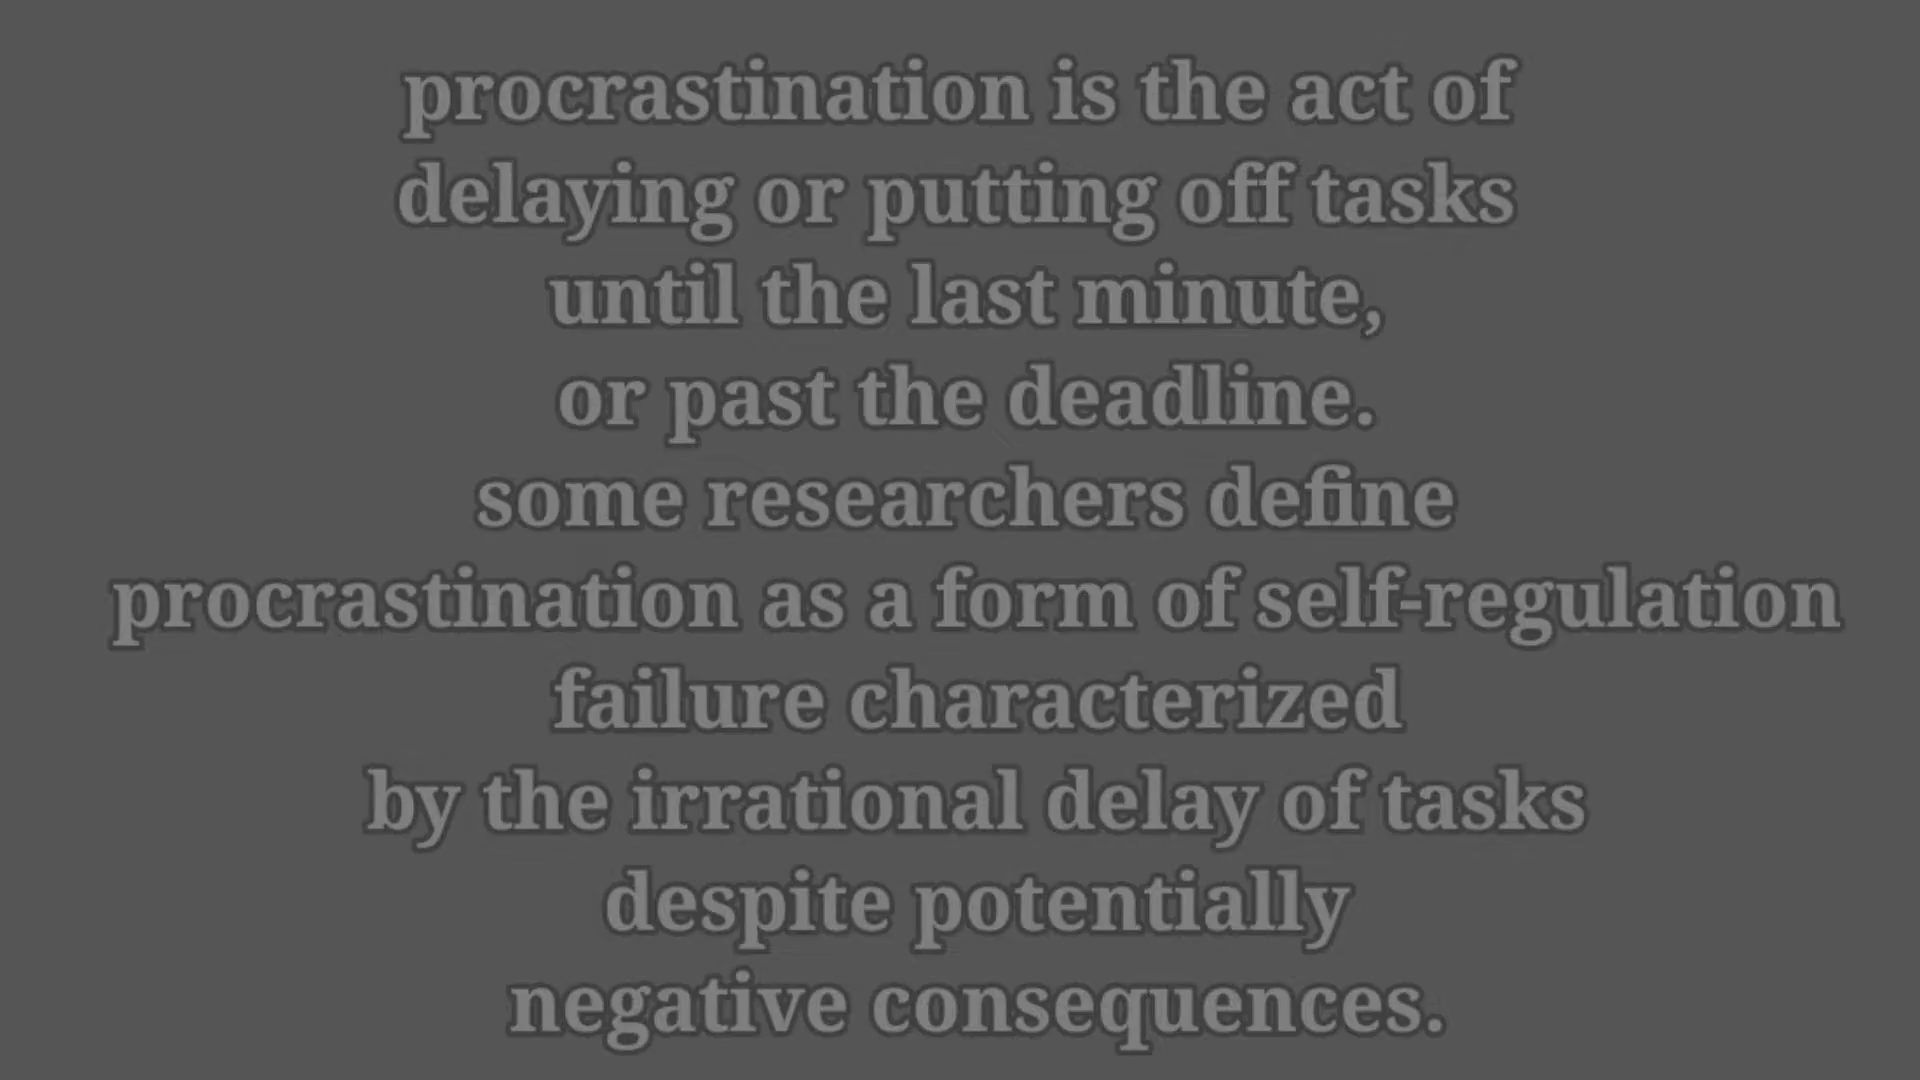 procrastination is the act of
delaying or putting off tasks
until the last minute,
or past the deadline.
some researchers define
procrastination as a form of self-regulation
failure characterized
by the irrational delay of tasks
despite potentially
negative consequences.